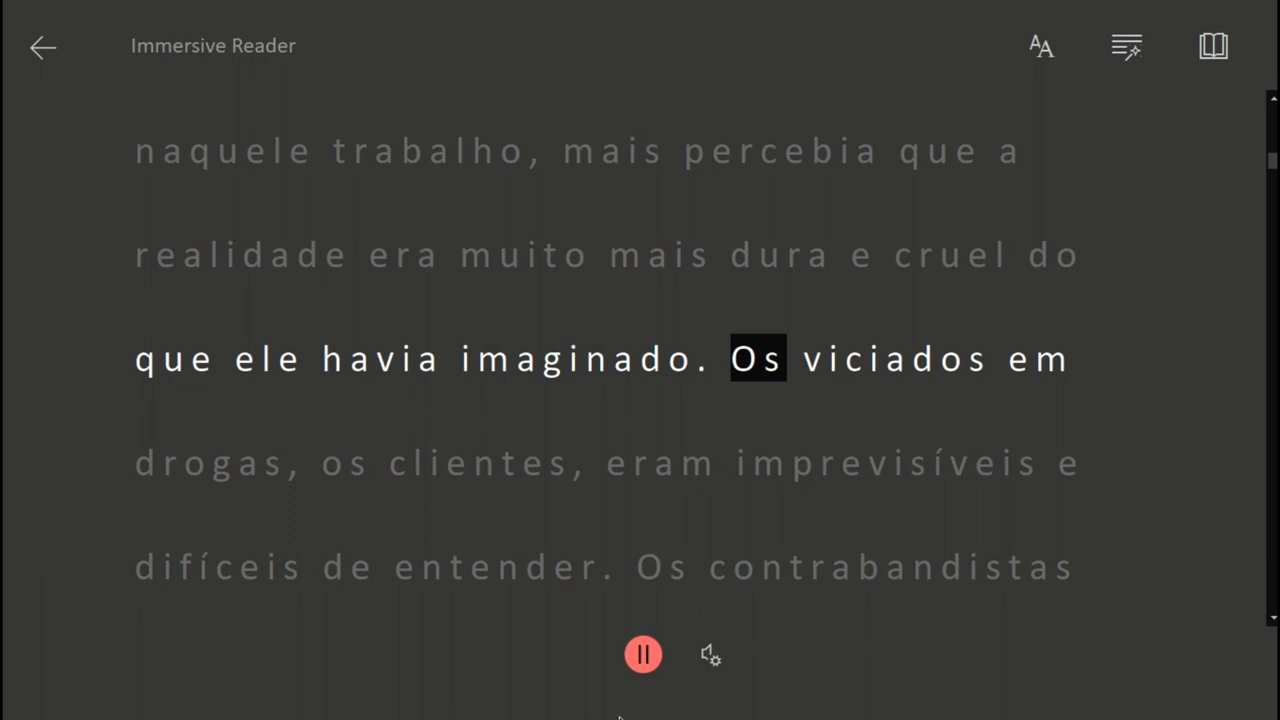 Immersive Reader
naquele trabalho, mais percebia que a
realidade era muito mais dura e cruel do
que ele havia imaginado. Os viciados em
drogas, os clientes, eram imprevisíveis e
difíceis de entender. Os contrabandistas